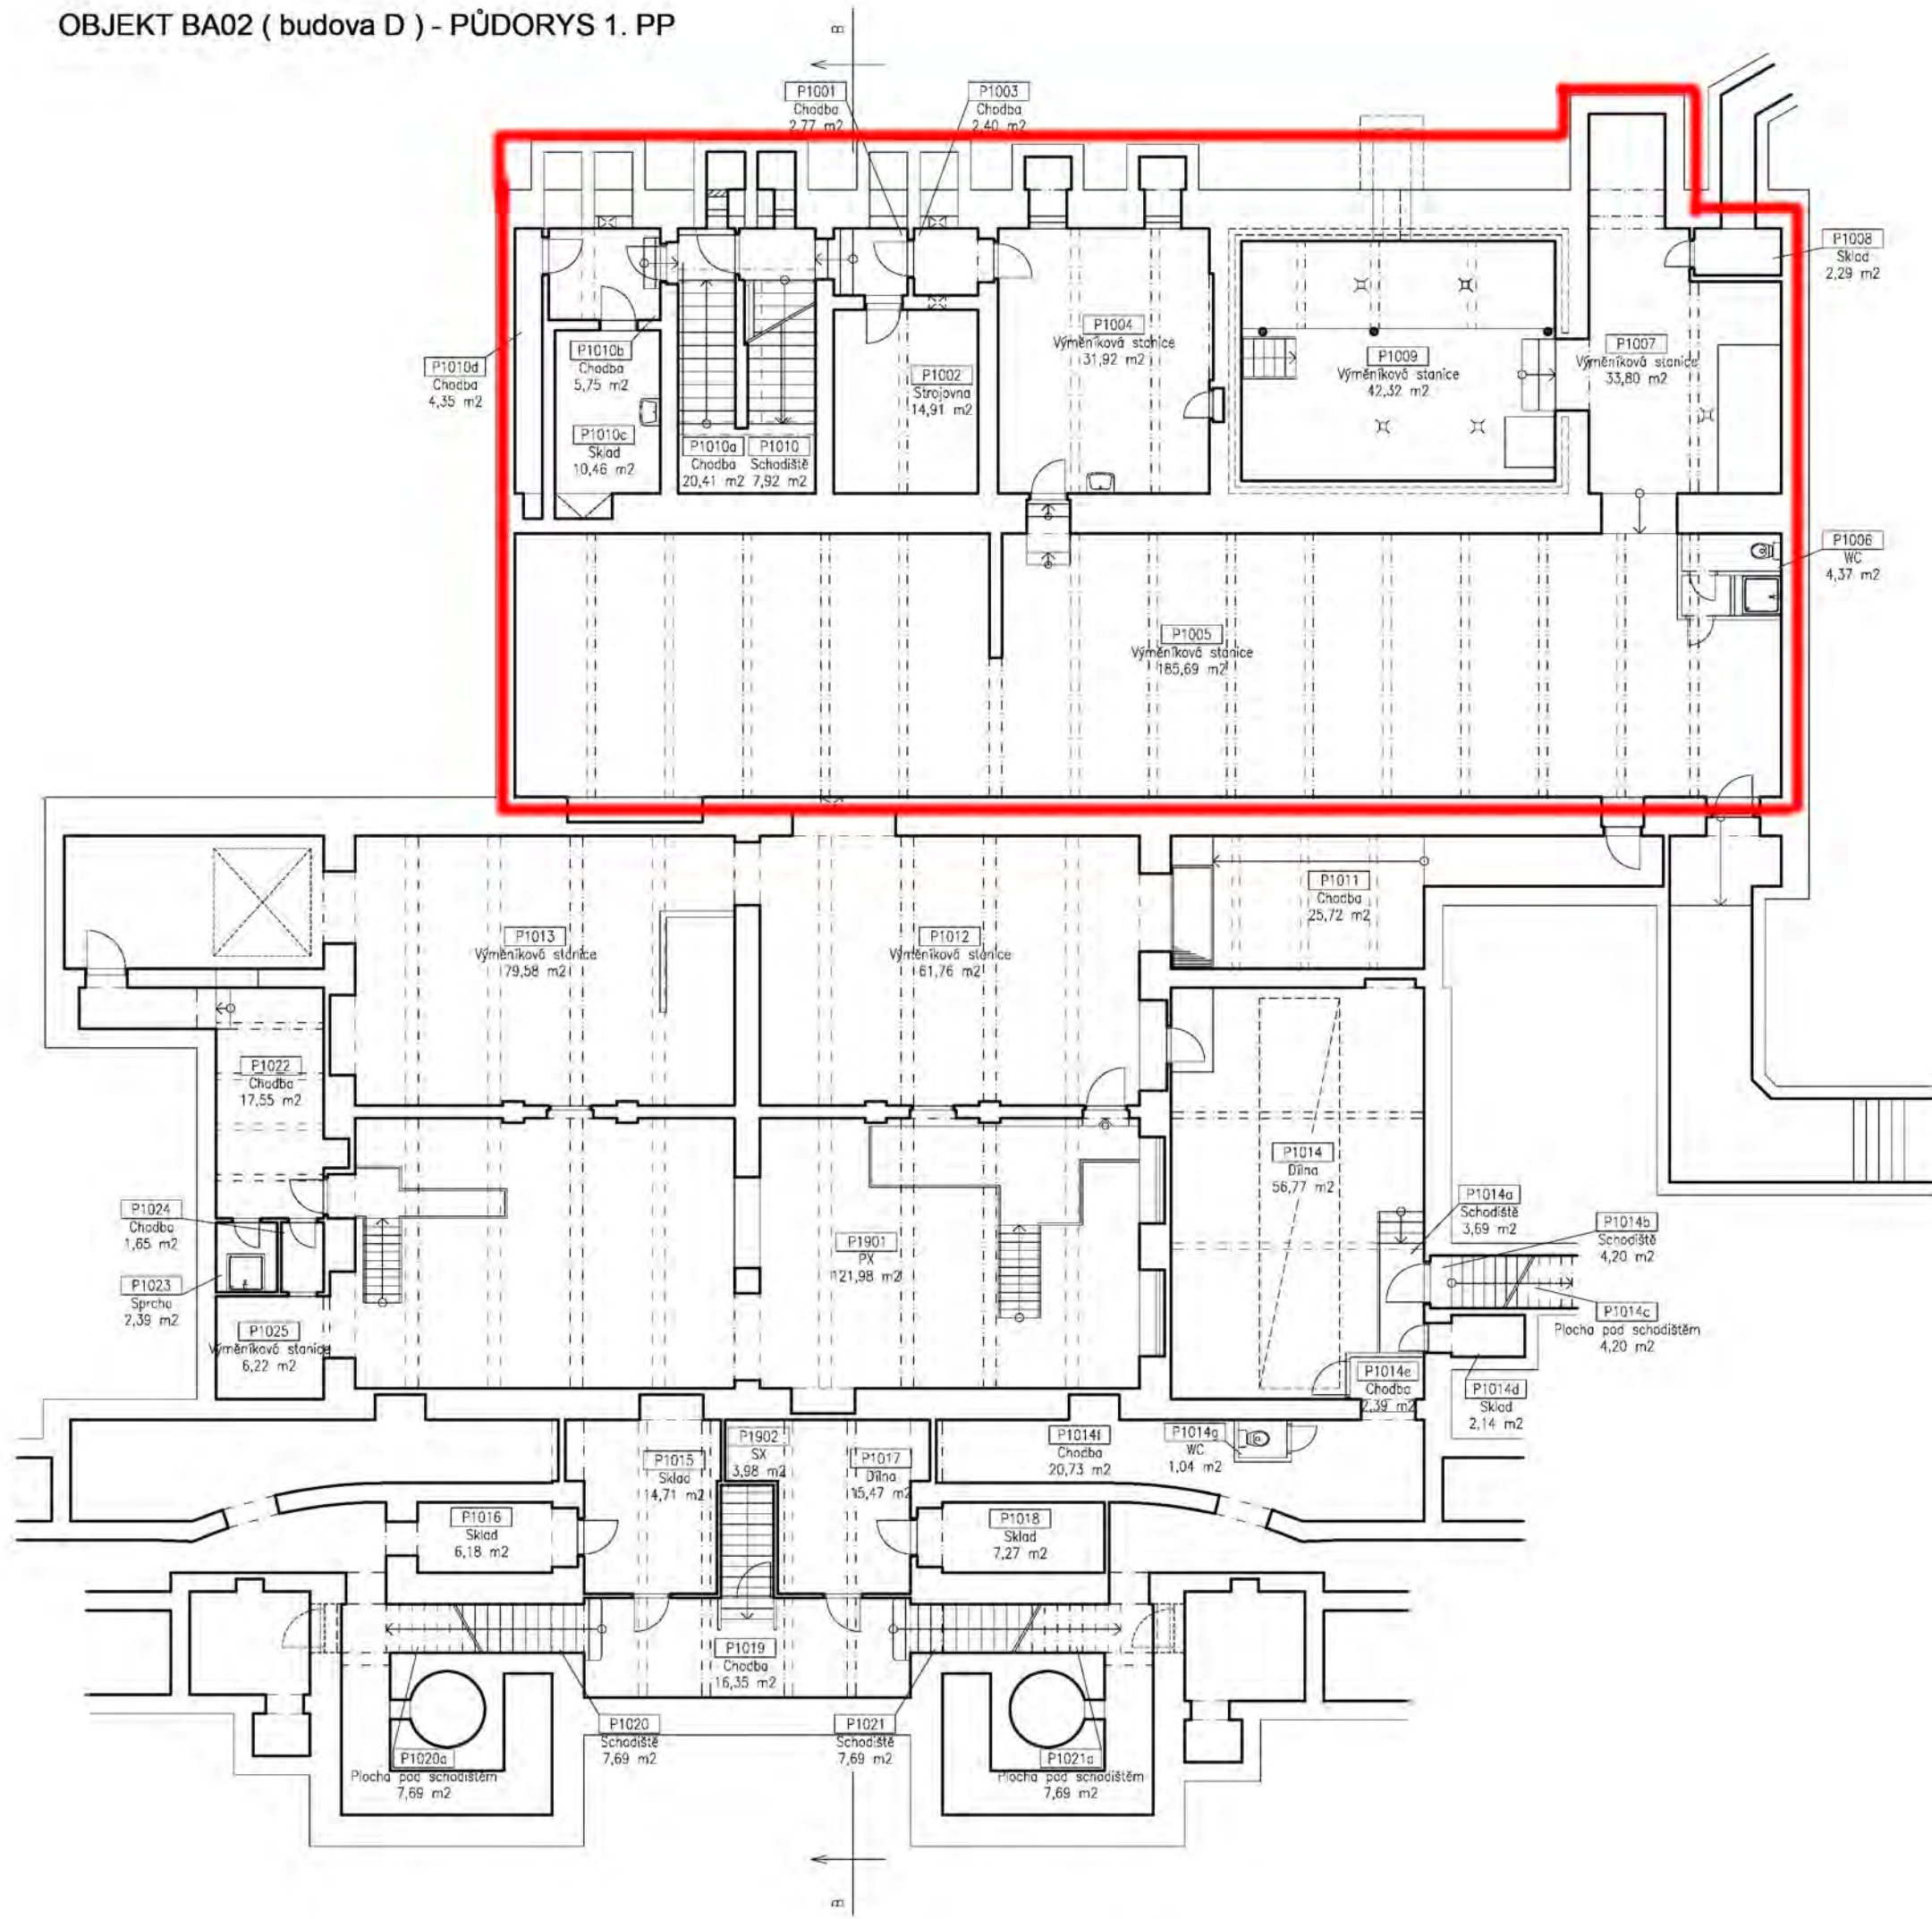 OBJEKT BA02 ( budova D ) - PŮDORYS 1. PP
B
P1001
Chodba
2,77 m2
P1003
Chodba
2,40 m2
P1008
Sklad
2,29 m2
P1004
Výměníková stanice
31,92 m2
P1009
Výměníková stanice
42,32 m2
P1007
Výměníková stanice
33,80 m2
P1010d
Chodba
4,35 m2
P1010b
Chodba
5,75 m2
P1002
Strojovna
14,91 m2
P1010c
Sklad
10,46 m2
P1010a
Chodba
20,41 m2
P1010
Schodiště
7,92 m2
P1006
WC
4,37 m2
P1005
Výměníková stanice
185,69 m2
P1011
Chodba
25,72 m2
P1013
Výměníková stanice
79,58 m2
P1012
Výměníková stanice
61,76 m2
P1022
Chodba
17,55 m2
P1014
Dílna
56,77 m2
P1014a
Schodiště
3,69 m2
P1014b
Schodiště
4,20 m2
P1024
Chodba
1,65 m2
P1901
PX
121,98 m2
P1023
Sprcha
2,39 m2
P1014c
Plocha pod schodištěm
4,20 m2
P1025
Výměníková stanice
6,22 m2
P1014e
Chodba
2,39 m2
P1014d
Sklad
2,14 m2
P1015
Sklad
14,71 m2
P1902
SX
3,98 m2
P1017
Dílna
15,47 m2
P1014f
Chodba
20,73 m2
P1014g
WC
1,04 m2
P1016
Sklad
6,18 m2
P1018
Sklad
7,27 m2
P1019
Chodba
16,35 m2
P1020
Schodiště
7,69 m2
P1021
Schodiště
7,69 m2
P1020a
Plocha pod schodištěm
7,69 m2
P1021a
Plocha pod schodištěm
7,69 m2
B